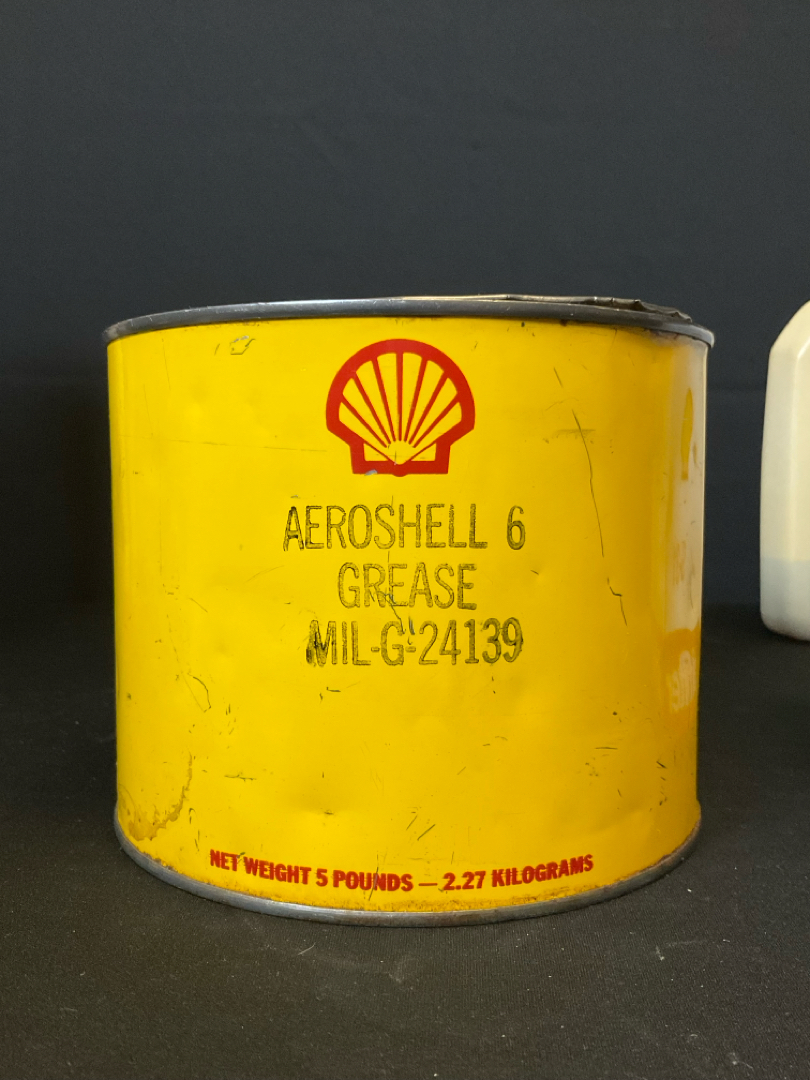 AEROSHELL 6
GREASE
MIL-G-24139
NET WEIGHT 5 POUNDS — 2.27 KILOGRAMS